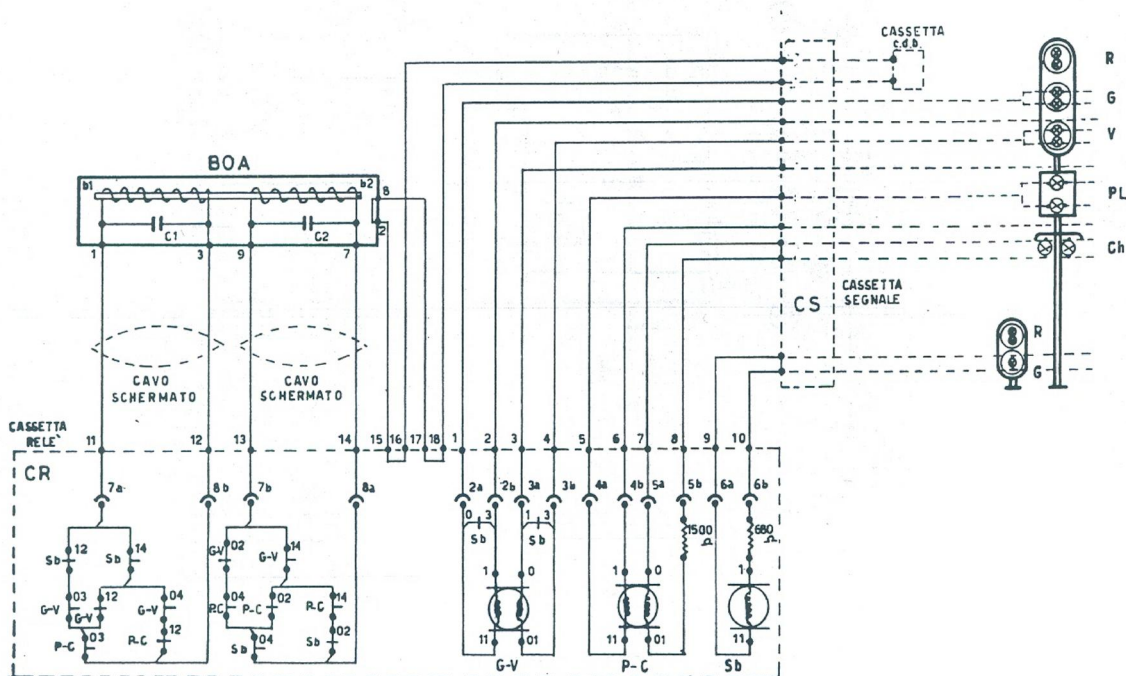 CASSETTA
c.d.b.
R
G
V
PL
Ch
BOA
b1
b2
8
2
C1
C2
1
3
9
7
CASSETTA
SEGNALE
CS
R
G
CAVO
SCHERMATO
CAVO
SCHERMATO
CASSETTA
RELE'
CR
11
12
13
14
15
16
17
18
1
2
3
4
5
6
7
8
9
10
7a
8b
7b
8a
2a
2b
3a
3b
4a
4b
5a
5b
6a
6b
0
3
1
3
Sb
Sb
1500
680
12
Sb
Sb
14
G-V
02
G-V
14
03
G-V
12
G-V
04
G-V
P-C
03
P-C
12
04
P.C
P-C
02
P-C
14
Sb
04
Sb
02
1
0
1
0
1
11
01
11
01
11
G-V
P-C
Sb